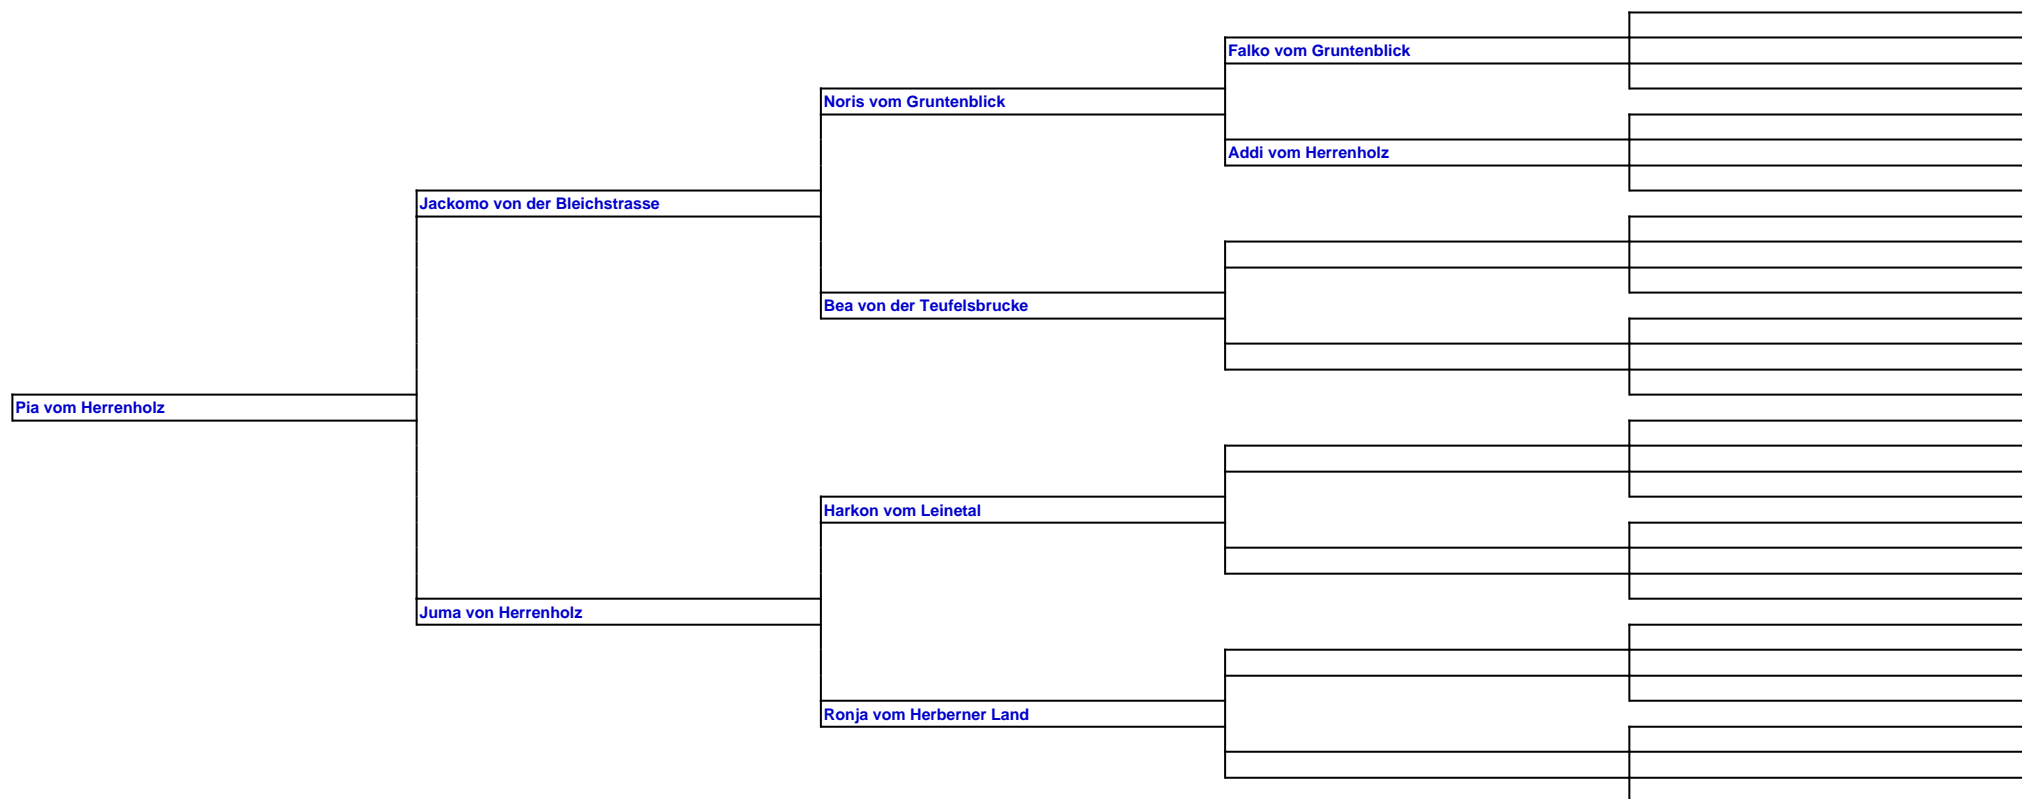 Falko vom Gruntenblick
Noris vom Gruntenblick
Addi vom Herrenholz
Jackomo von der Bleichstrasse
Bea von der Teufelsbrucke
Pia vom Herrenholz
Harkon vom Leinetal
Juma von Herrenholz
Ronja vom Herberner Land